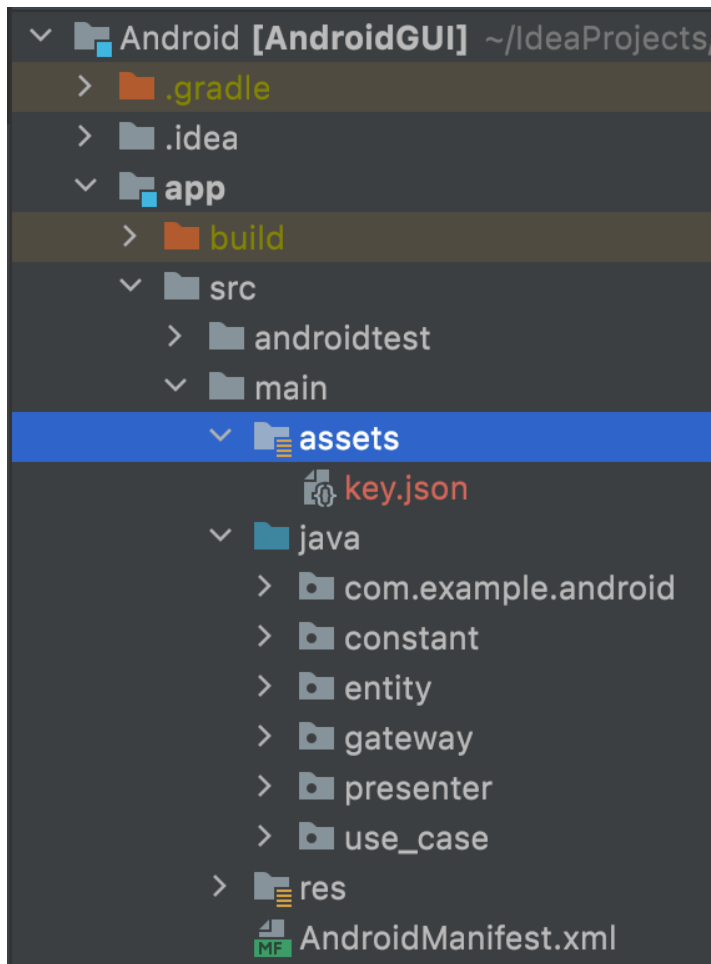 Android [AndroidGUI] ~/IdeaProjects/
.gradle
.idea
app
build
src
androidtest
main
assets
key.json
java
com.example.android
constant
entity
gateway
presenter
use_case
res
MF AndroidManifest.xml